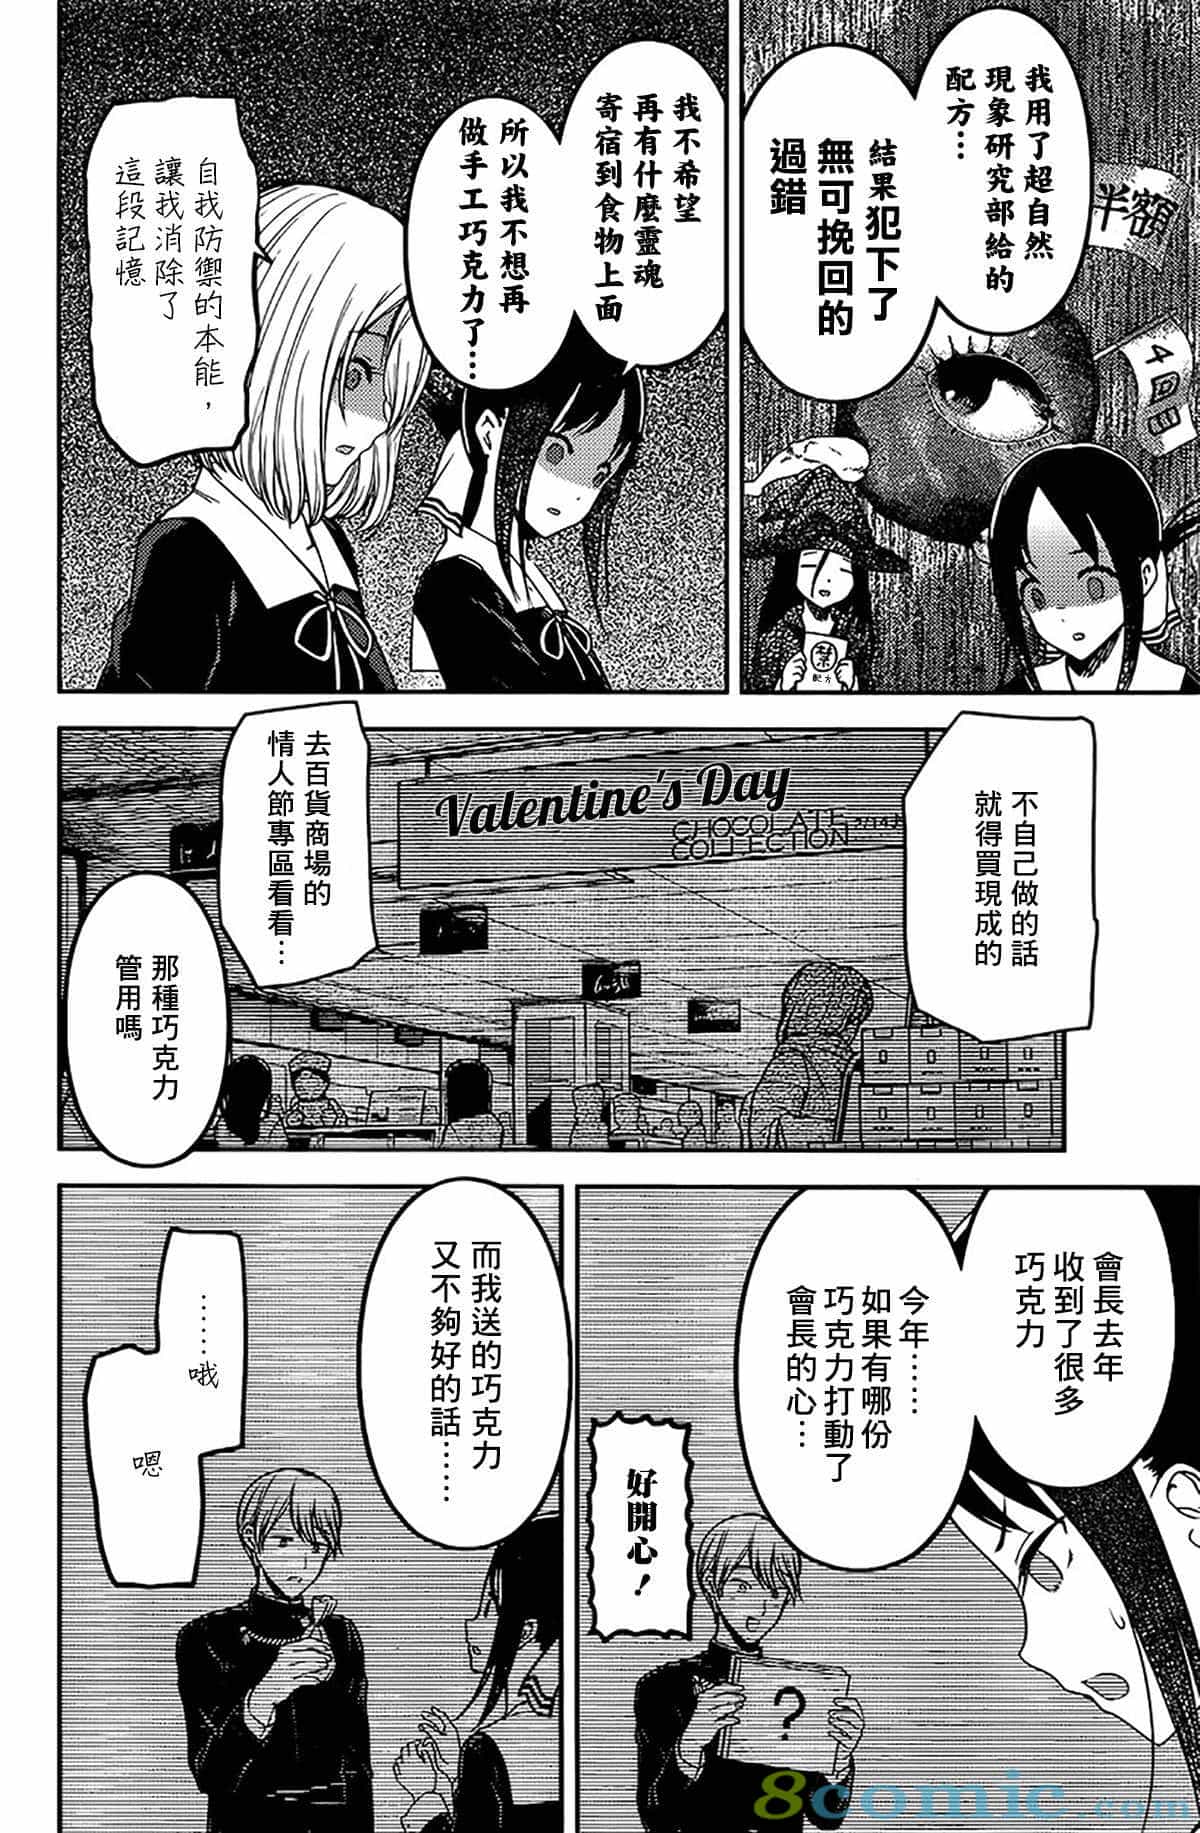 我用了超自然
現象研究部給的
配方…
結果犯下了
無可挽回的
過錯
半額
禁
配方
我不希望
再有什麼靈魂
寄宿到食物上面
所以我不想再
做手工巧克力了…
自我防禦的本能，
讓我消除了
這段記憶
不自己做的話
就得買現成的
Valentine's Day
CHOCOLATE
COLLECTION
去百貨商場的
情人節專區看看…
那種巧克力
管用嗎
會長去年
收到了很多
巧克力
今年……
如果有哪份
巧克力打動了
會長的心…
好開心！
?
而我送的巧克力
又不夠好的話……
……哦
嗯
8comic.com